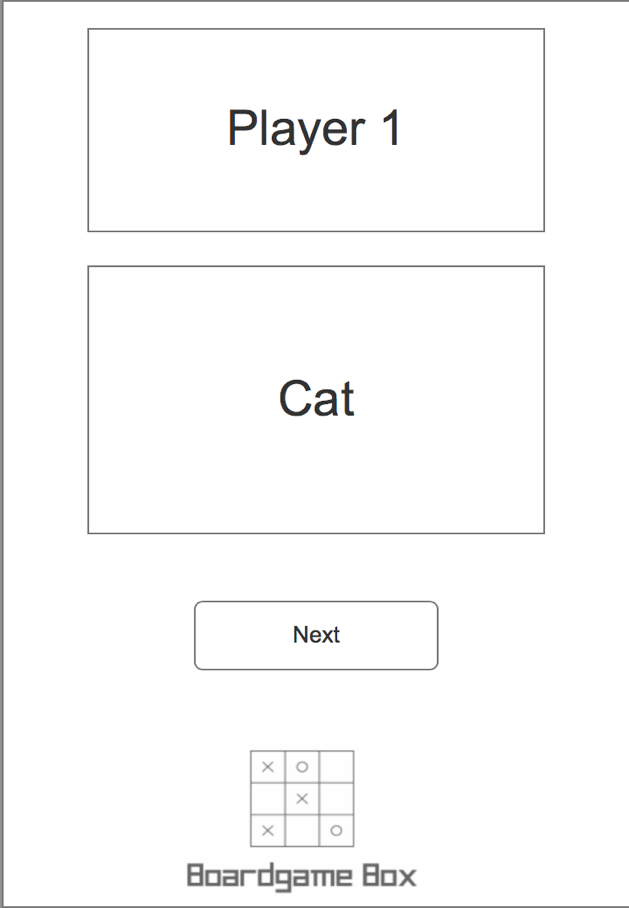 Player 1
Cat
Next
X O
X
X O
Boardgame Box